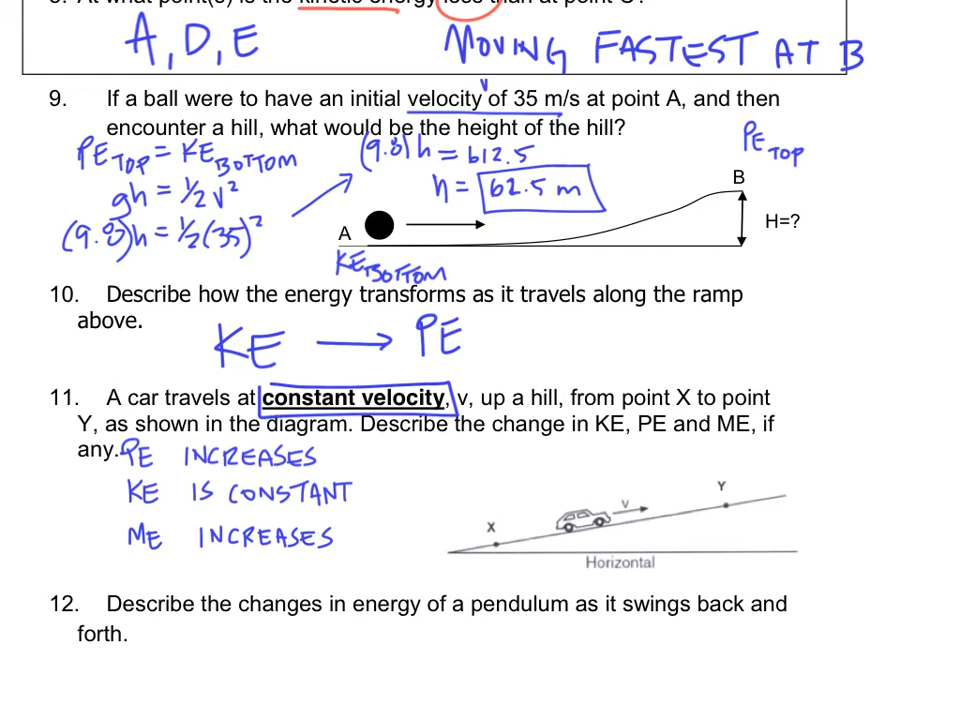 A, D, E MOVING FASTEST AT B
9. If a ball were to have an initial velocity of 35 m/s at point A, and then
encounter a hill, what would be the height of the hill?
v
PE TOP = KE BOTTOM
gh = 1/2 v²
(9.8)h = 1/2 (35)²
(9.8)h = 612.5
h = 62.5 m
PE TOP
B
H=?
A
KE BOTTOM
10. Describe how the energy transforms as it travels along the ramp
above.
KE → PE
11. A car travels at constant velocity, v, up a hill, from point X to point
Y, as shown in the diagram. Describe the change in KE, PE and ME, if
any. PE INCREASES
KE IS CONSTANT
ME INCREASES
X
v
Y
Horizontal
12. Describe the changes in energy of a pendulum as it swings back and
forth.